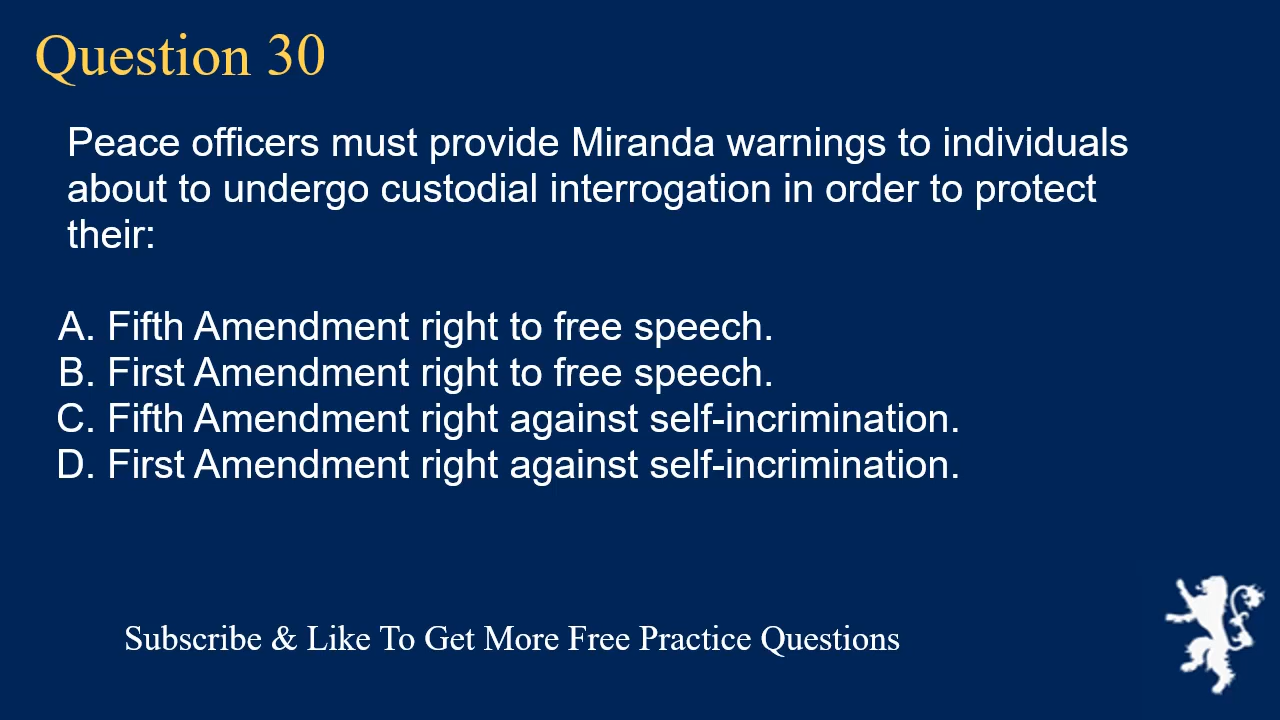 Question 30
Peace officers must provide Miranda warnings to individuals
about to undergo custodial interrogation in order to protect
their:
A. Fifth Amendment right to free speech.
B. First Amendment right to free speech.
C. Fifth Amendment right against self-incrimination.
D. First Amendment right against self-incrimination.
Subscribe & Like To Get More Free Practice Questions